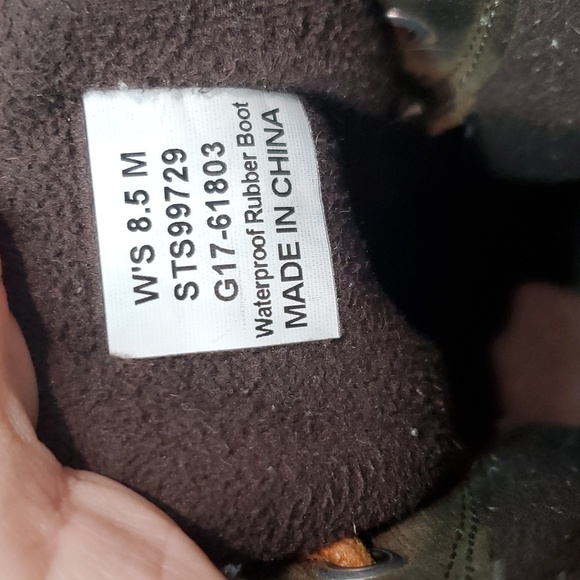 W'S 8.5 M
STS99729
G17-61803
Waterproof Rubber Boot
MADE IN CHINA